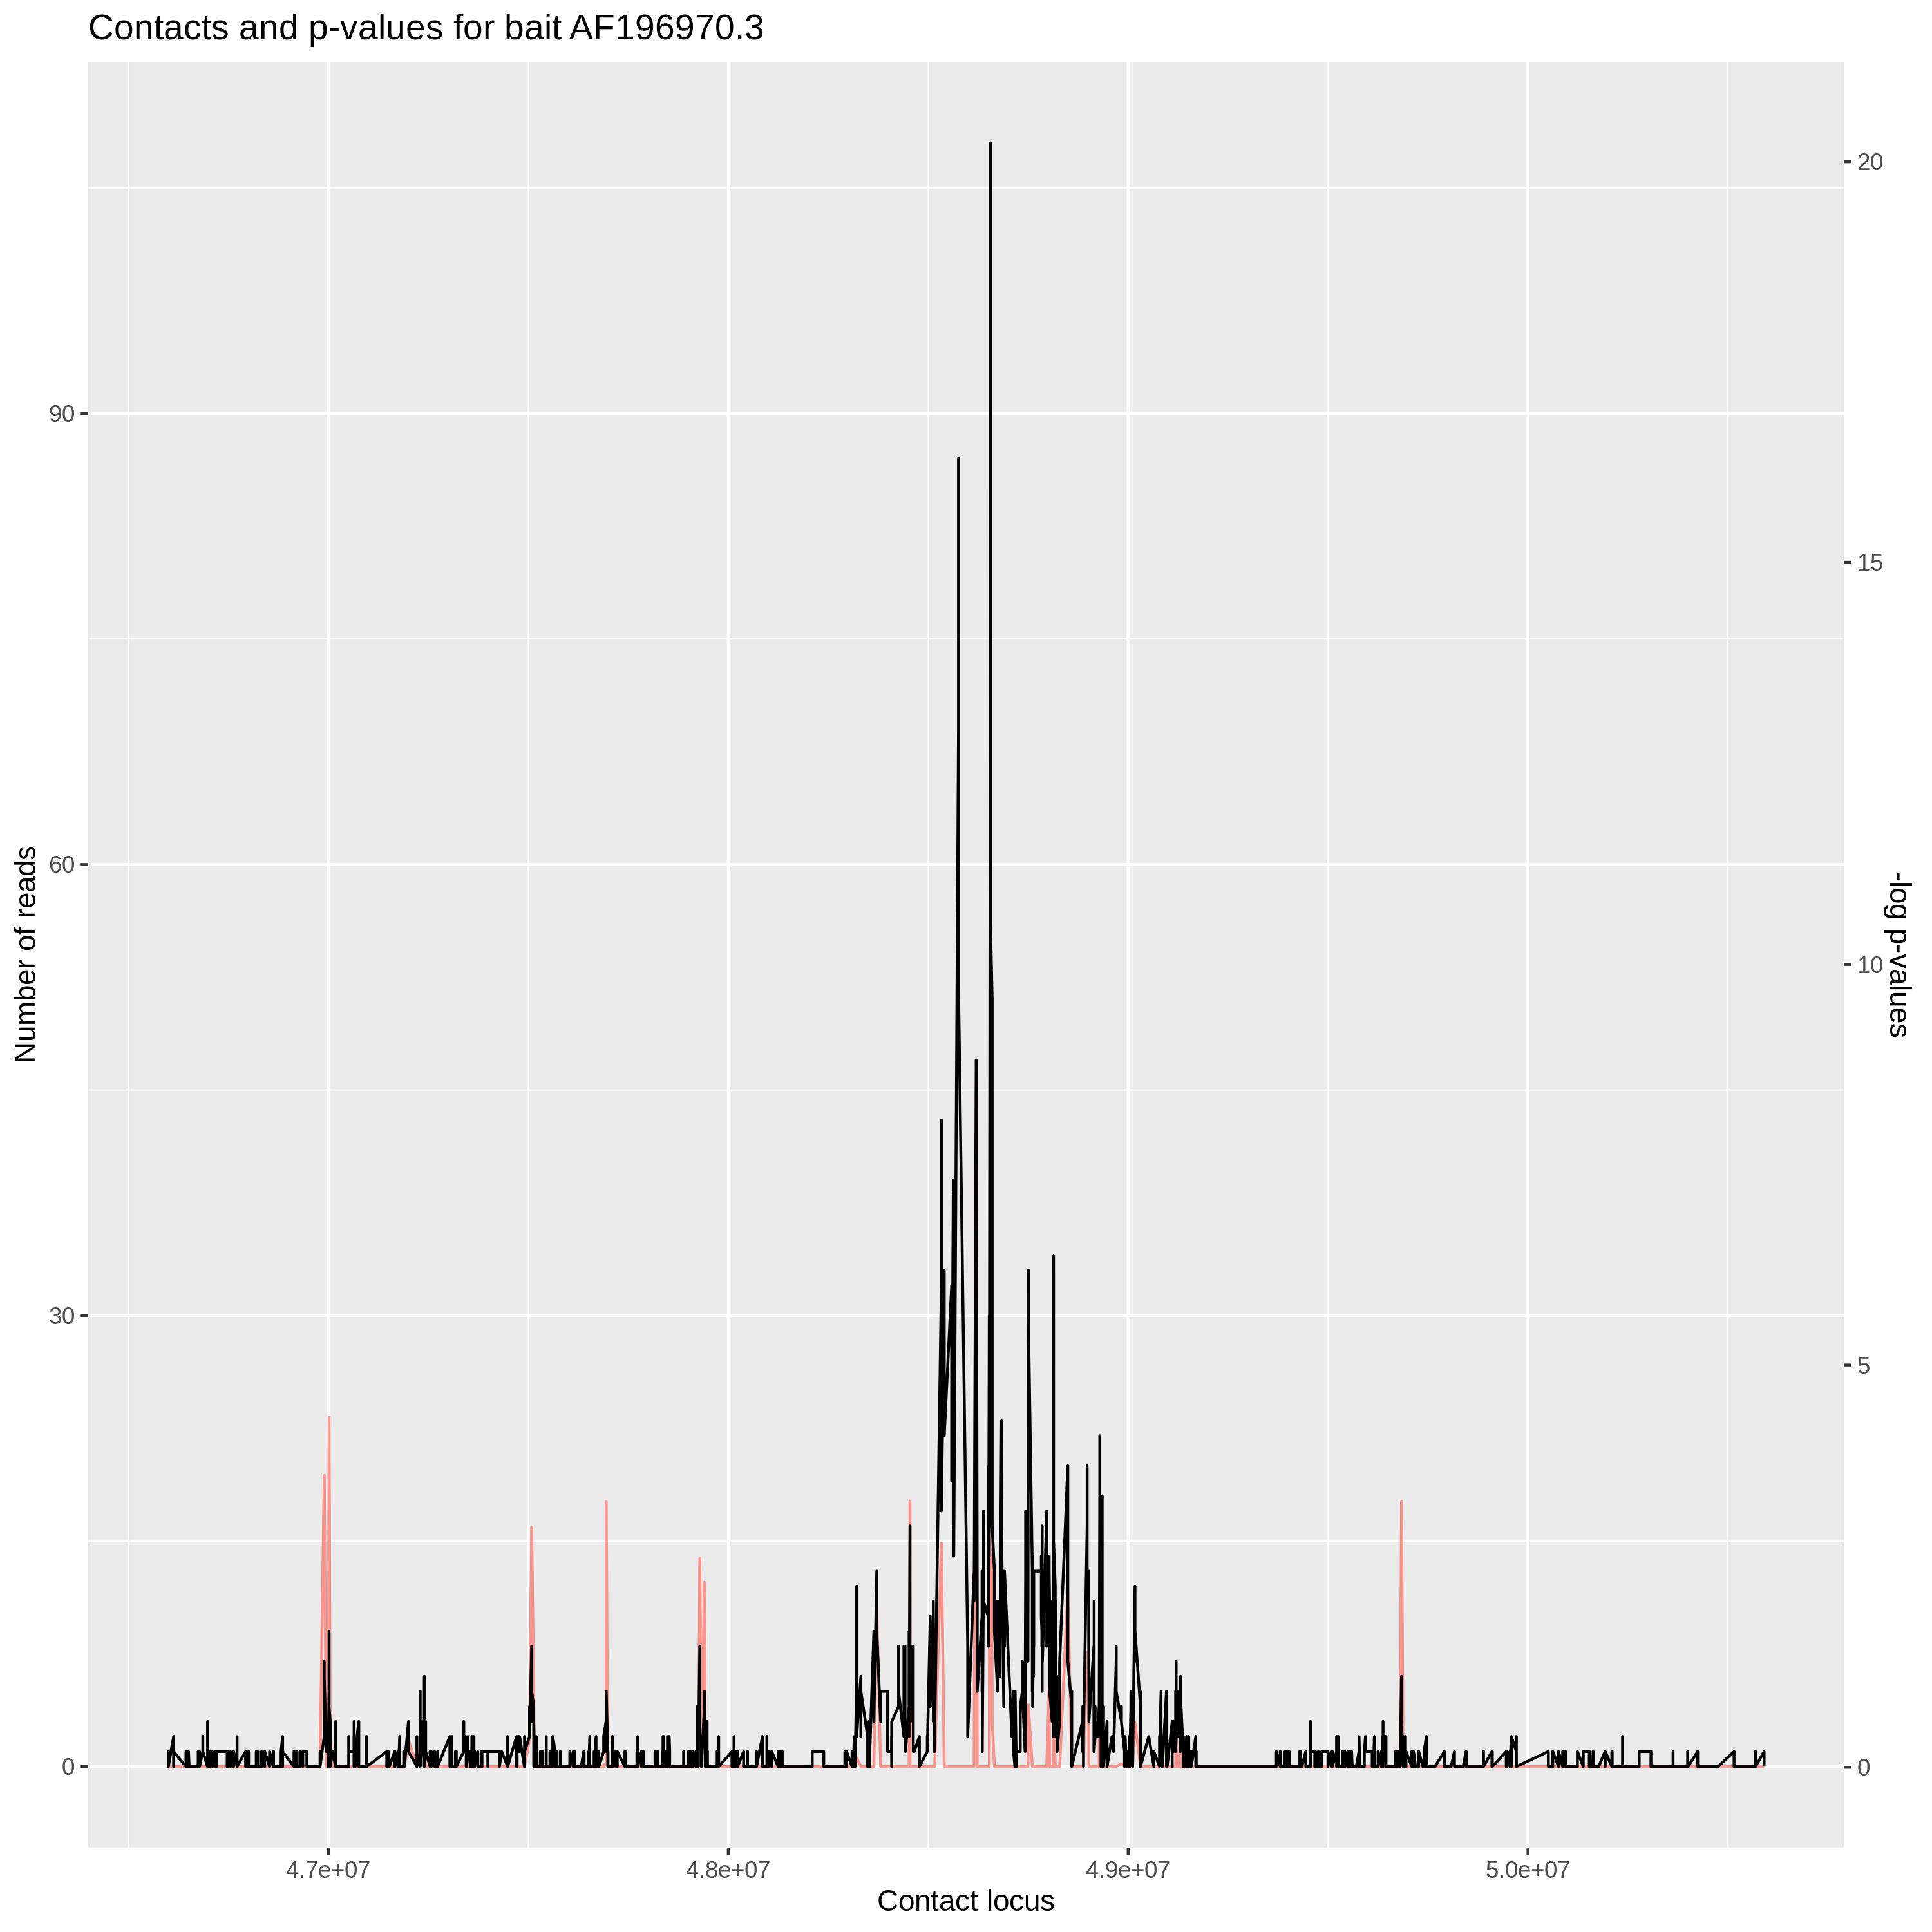 Contacts and p-values for bait AF196970.3
90
60
30
0
20
15
10
5
0
Number of reads
-log p-values
4.7e+07
4.8e+07
4.9e+07
5.0e+07
Contact locus